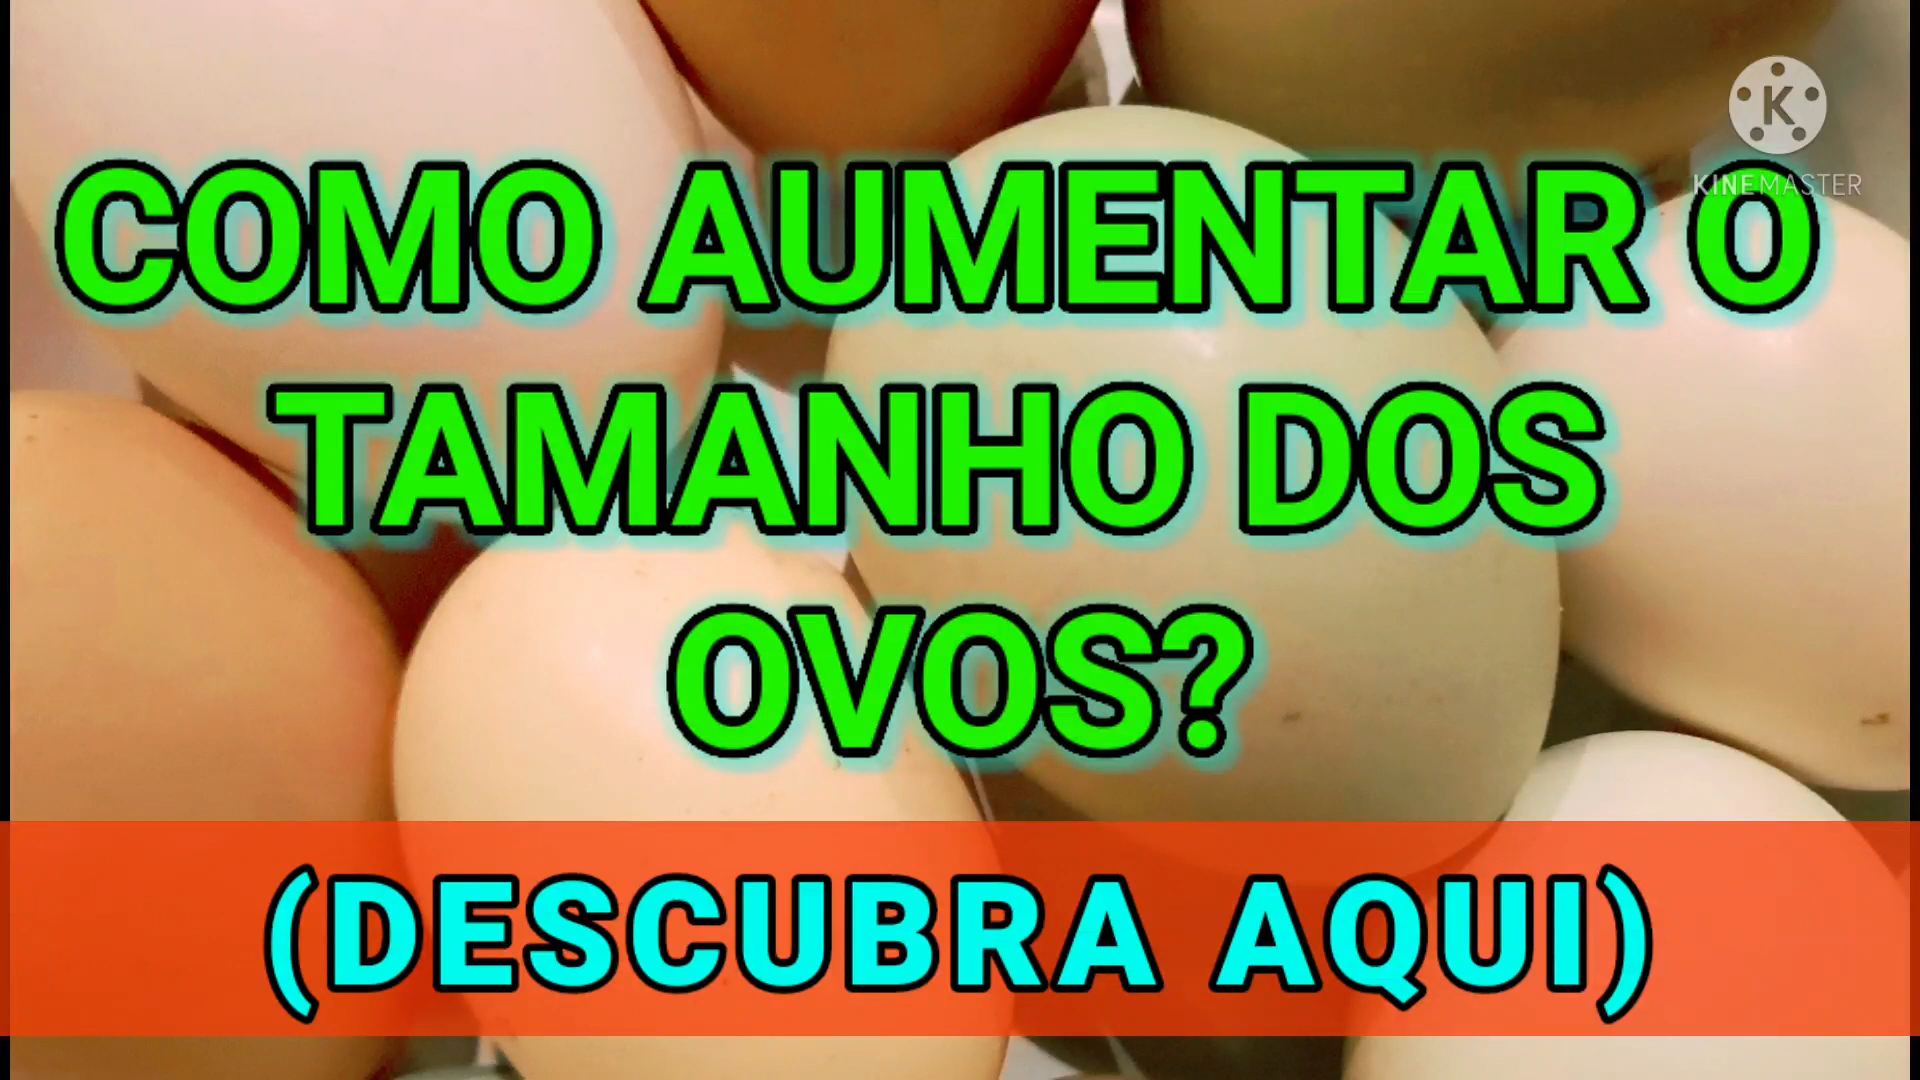 KINEMASTER
COMO AUMENTAR O
TAMANHO DOS
OVOS?
(DESCUBRA AQUI)